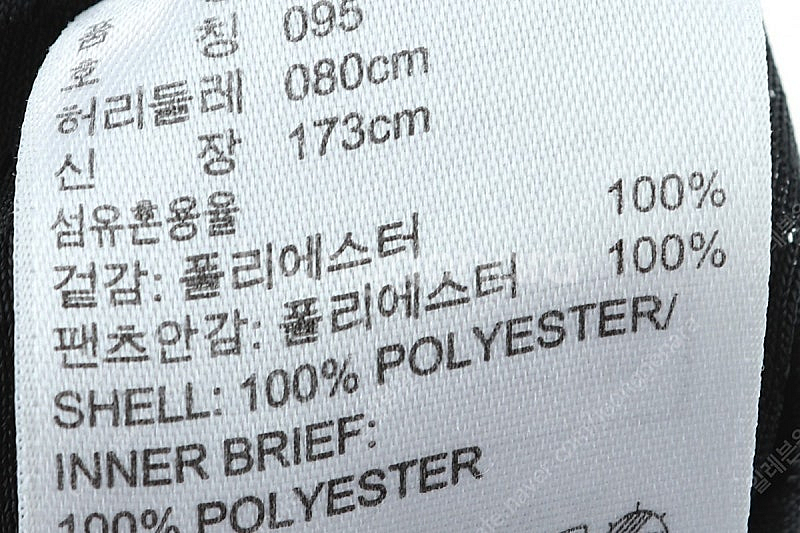 품
호 칭 095
허리둘레 080cm
신 장 173cm
섬유혼용율
겉감: 폴리에스터 100%
팬츠안감: 폴리에스터 100%
SHELL: 100% POLYESTER/
INNER BRIEF:
100% POLYESTER